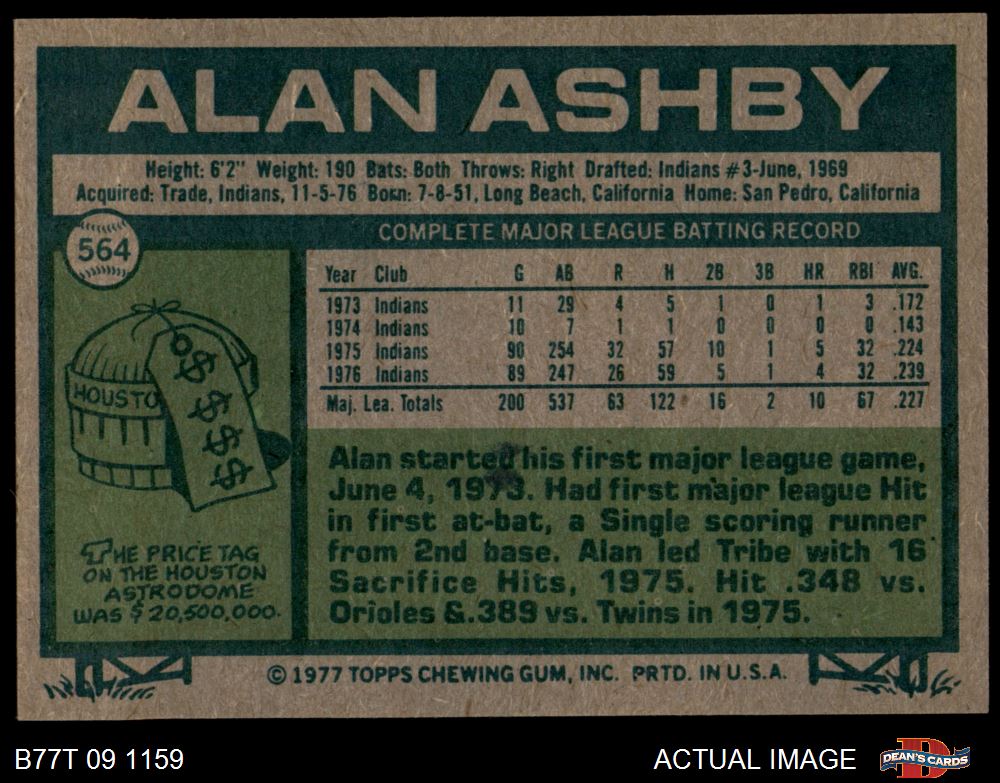 ALAN ASHBY
Height: 6'2" Weight: 190 Bats: Both Throws: Right Drafted: Indians #3-June, 1969
Acquired: Trade, Indians, 11-5-76 Born: 7-8-51, Long Beach, California Home: San Pedro, California
564
COMPLETE MAJOR LEAGUE BATTING RECORD
Year Club G AB R H 2B 3B HR RBI AVG.
1973 Indians 11 29 4 5 1 0 1 3 .172
1974 Indians 10 7 1 1 0 0 0 0 .143
1975 Indians 90 254 32 57 10 1 5 32 .224
1976 Indians 89 247 26 59 5 1 4 32 .239
Maj. Lea. Totals 200 537 63 122 16 2 10 67 .227
HOUSTO
$
$
$
$
THE PRICE TAG
ON THE HOUSTON
ASTRODOME
WAS $20,500,000.
Alan started his first major league game,
June 4, 1973. Had first major league Hit
in first at-bat, a Single scoring runner
from 2nd base. Alan led Tribe with 16
Sacrifice Hits, 1975. Hit .348 vs.
Orioles &.389 vs. Twins in 1975.
© 1977 TOPPS CHEWING GUM, INC. PRTD. IN U.S.A.
B77T 09 1159
ACTUAL IMAGE
DEAN'S CARDS